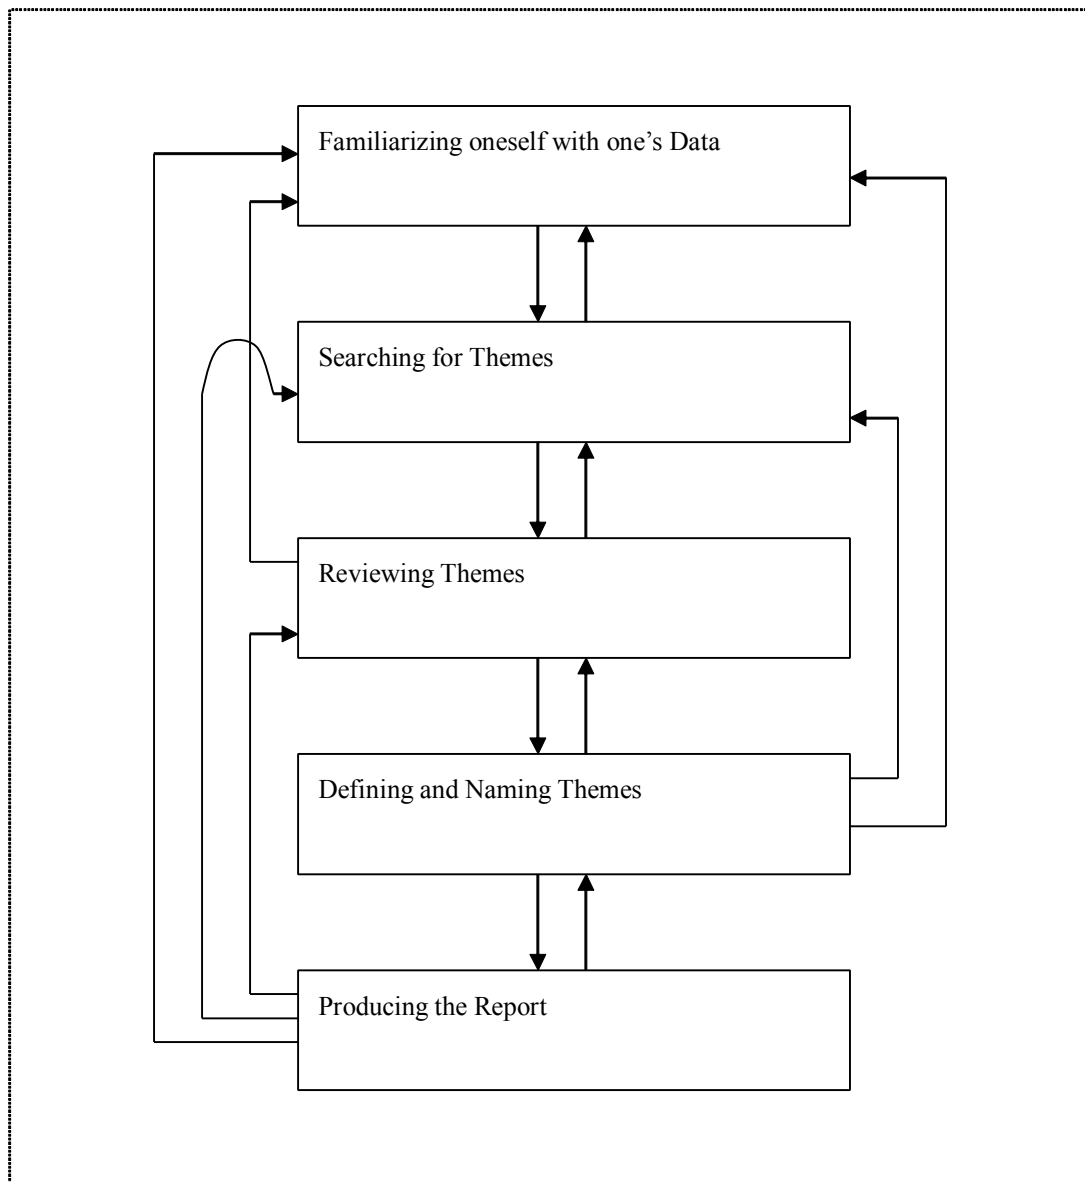 Familiarizing oneself with one’s Data
Searching for Themes
Reviewing Themes
Defining and Naming Themes
Producing the Report